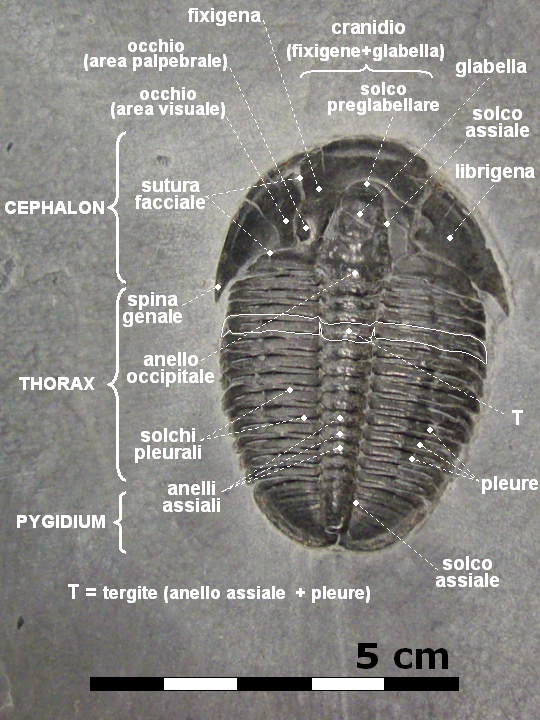 fixigena
cranidio
(fixigene+glabella)
occhio
(area palpebrale)
glabella
occhio
(area visuale)
solco
preglabellare
solco
assiale
librigena
sutura
facciale
CEPHALON
spina
genale
anello
occipitale
THORAX
T
solchi
pleurali
anelli
assiali
pleure
PYGIDIUM
solco
assiale
T = tergite (anello assiale + pleure)
5 cm